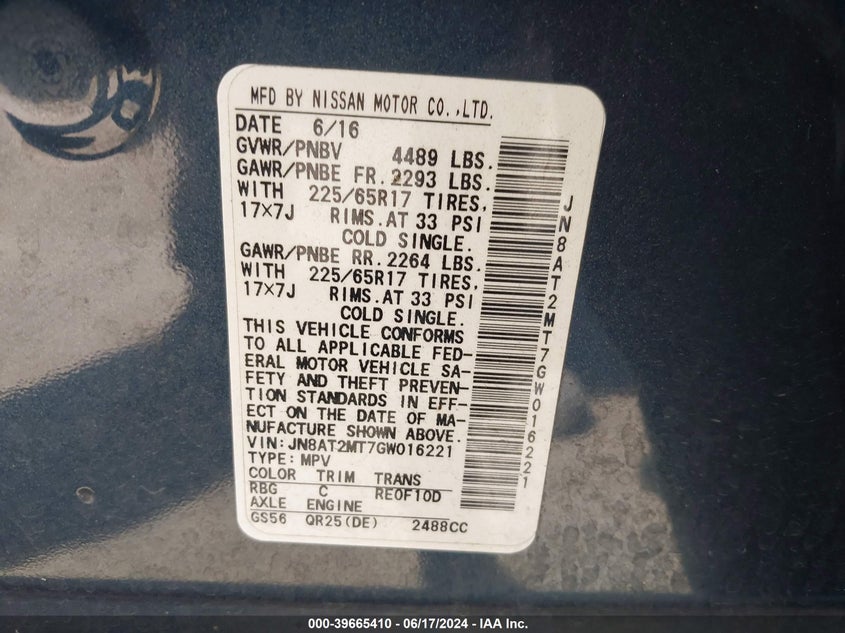 MFD BY NISSAN MOTOR CO.,LTD.
DATE 6/16
GVWR/PNBV 4489 LBS.
GAWR/PNBE FR. 2293 LBS.
WITH 225/65R17 TIRES,
17×7J RIMS.AT 33 PSI
COLD SINGLE.
GAWR/PNBE RR. 2264 LBS.
WITH 225/65R17 TIRES,
17×7J RIMS.AT 33 PSI
COLD SINGLE.
THIS VEHICLE CONFORMS
TO ALL APPLICABLE FED-
ERAL MOTOR VEHICLE SA-
FETY AND THEFT PREVEN-
TION STANDARDS IN EFF-
ECT ON THE DATE OF MA-
NUFACTURE SHOWN ABOVE.
VIN:JN8AT2MT7GW016221
TYPE:MPV
COLOR TRIM TRANS
RBG C RE0F10D
AXLE ENGINE
GS56 QR25(DE) 2488CC
JN8AT2MT7GW016221
000-39665410 - 06/17/2024 - IAA Inc.